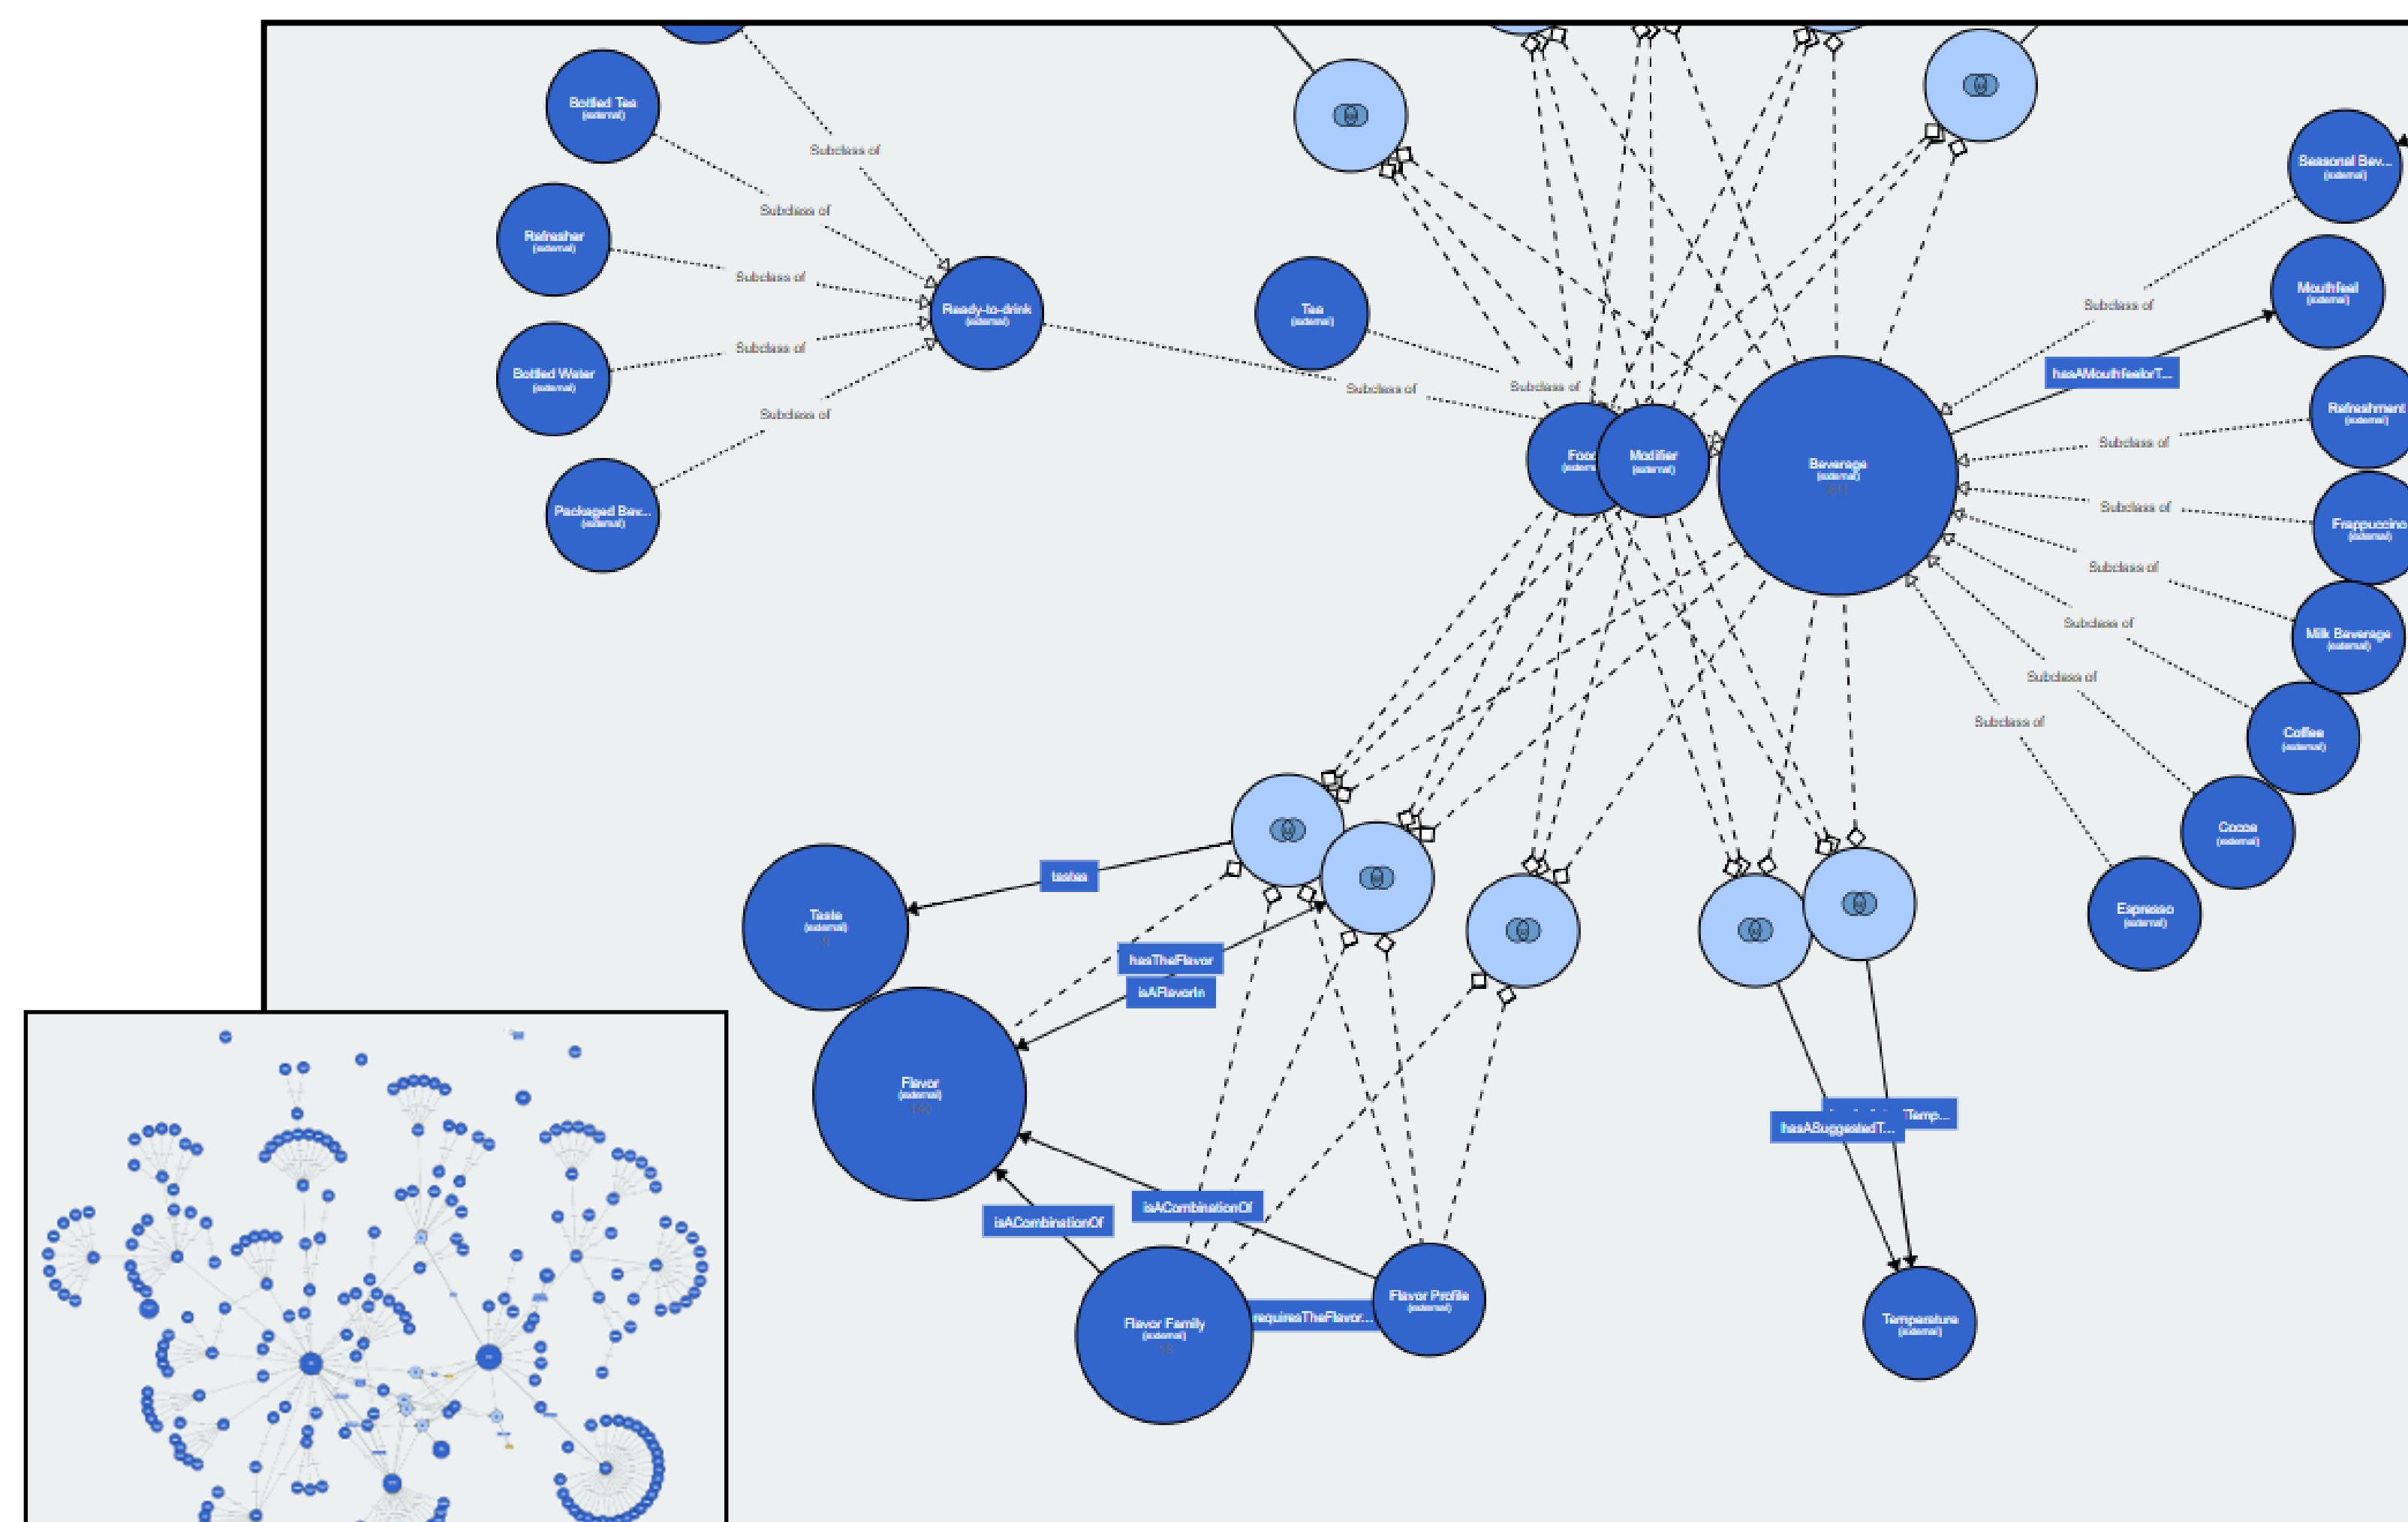 Subclass of
Bottled Tea
(external)
Subclass of
Refresher
(external)
Subclass of
Bottled Water
(external)
Subclass of
Packaged Bev...
(external)
Subclass of
Ready-to-drink
(external)
Subclass of
Tea
(external)
Subclass of
Modifier
(external)
Beverage
(external)
Seasonal Bev...
(external)
Subclass of
Mouthfeel
(external)
hasAMouthfeelorT...
Refreshment
(external)
Subclass of
Frappuccino
(external)
Subclass of
Milk Beverage
(external)
Subclass of
Coffee
(external)
Subclass of
Cocoa
(external)
Subclass of
Espresso
(external)
Subclass of
tastes
Taste
(external)
hasTheFlavor
isAFlavorIn
Flavor
(external)
isACombinationOf
isACombinationOf
Flavor Family
(external)
requiresTheFlavor...
Flavor Profile
(external)
Temp...
hasASuggestedT...
Temperature
(external)